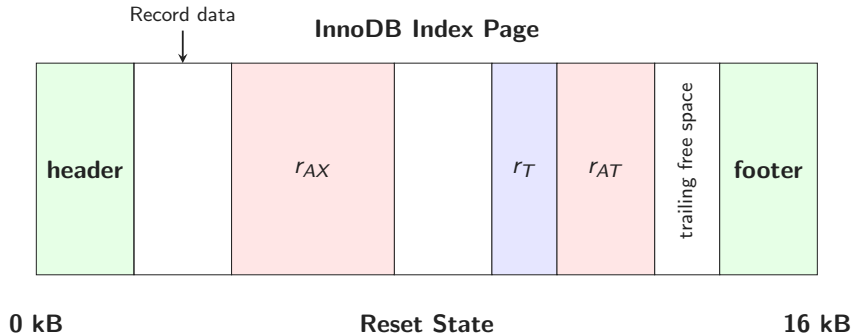 Record data
InnoDB Index Page
header
r_AX
r_T
r_AT
trailing free space
footer
0 kB
Reset State
16 kB